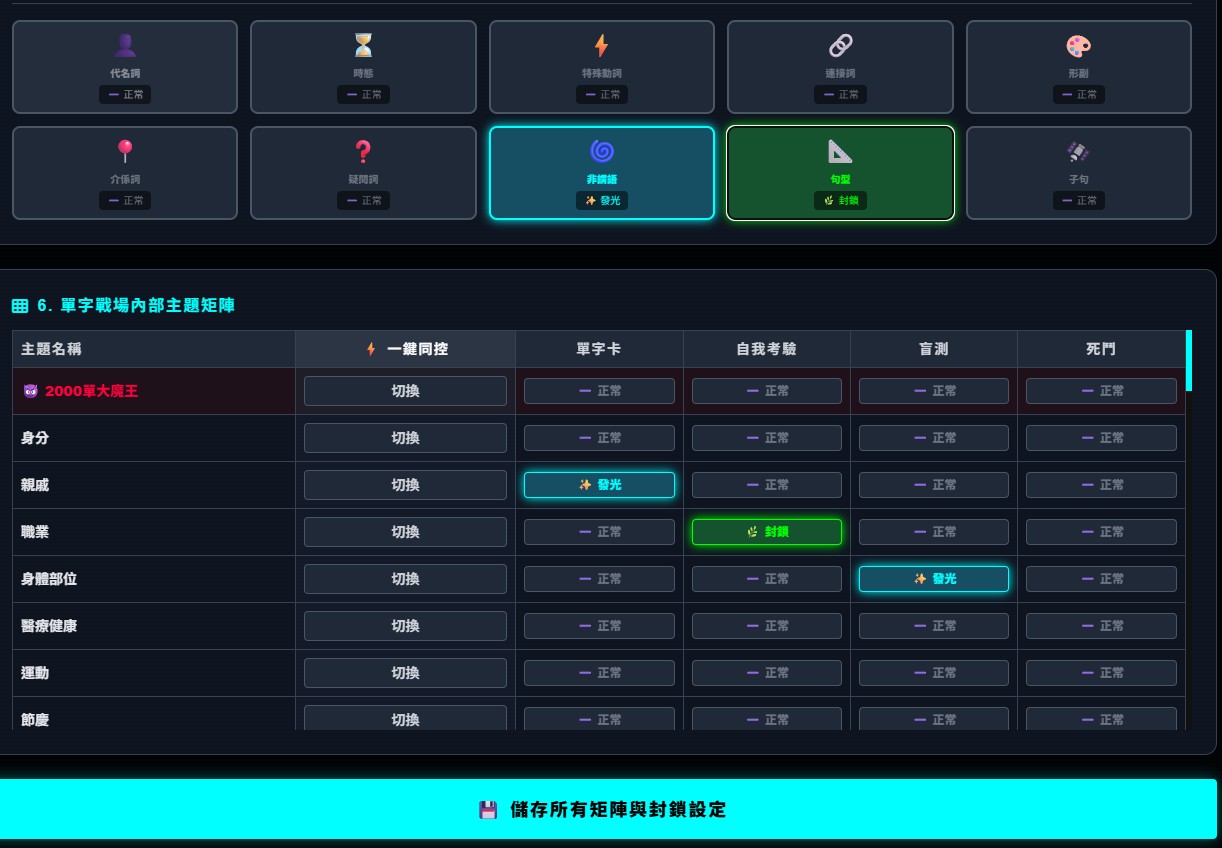 代名詞 時態 特殊動詞 連接詞 形副
— 正常 — 正常 — 正常 — 正常 — 正常
介係詞 疑問詞 非謂語 句型 子句
— 正常 — 正常 發光 封鎖 — 正常
6. 單字戰場內部主題矩陣
主題名稱 一鍵同控 單字卡 自我考驗 盲測 死鬥
2000單大魔王 切換 — 正常 — 正常 — 正常 — 正常
身分 切換 — 正常 — 正常 — 正常 — 正常
親戚 切換 發光 — 正常 — 正常 — 正常
職業 切換 — 正常 封鎖 — 正常 — 正常
身體部位 切換 — 正常 — 正常 發光 — 正常
醫療健康 切換 — 正常 — 正常 — 正常 — 正常
運動 切換 — 正常 — 正常 — 正常 — 正常
節慶 切換 — 正常 — 正常 — 正常 — 正常
儲存所有矩陣與封鎖設定